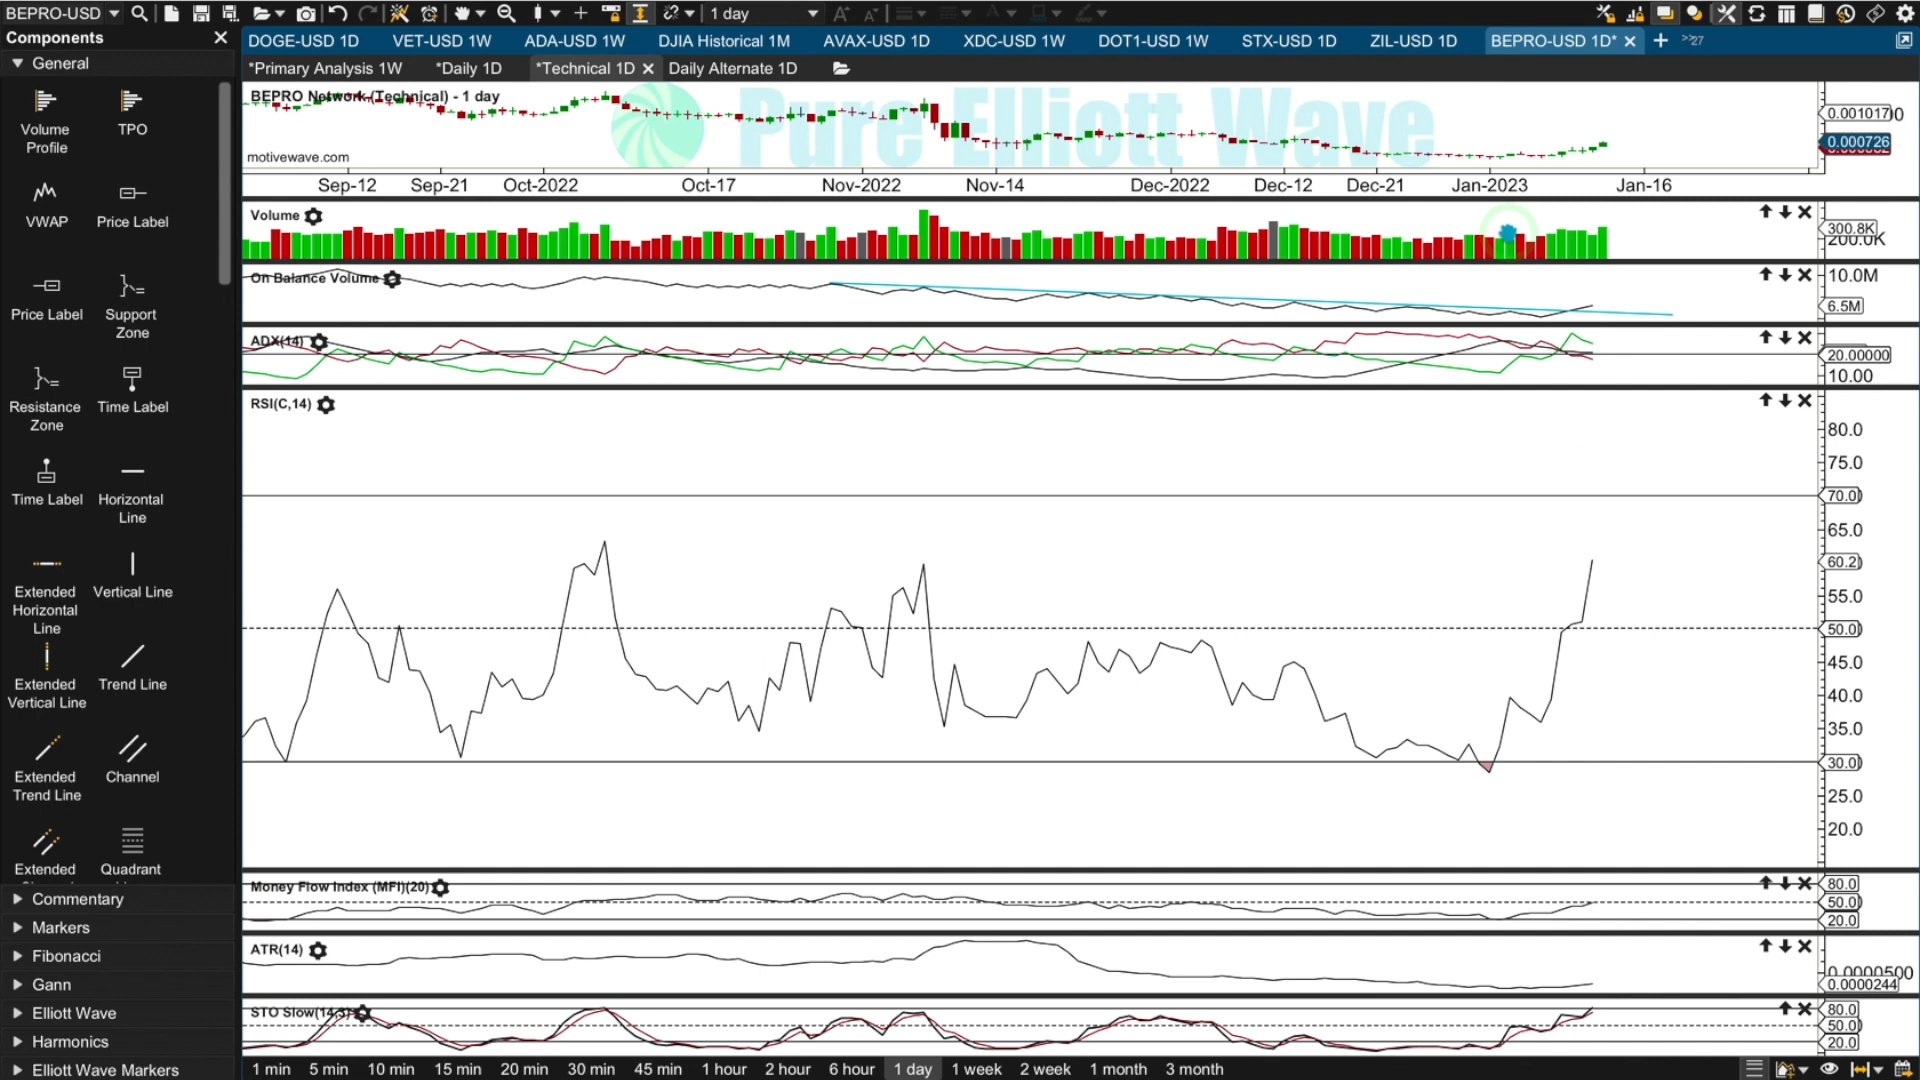 BEPRO-USD
1 day
Components
General
Volume Profile
TPO
VWAP
Price Label
Price Label
Support Zone
Resistance Zone
Time Label
Time Label
Horizontal Line
Extended Horizontal Line
Vertical Line
Extended Vertical Line
Trend Line
Extended Trend Line
Channel
Extended
Quadrant
Commentary
Markers
Fibonacci
Gann
Elliott Wave
Harmonics
Elliott Wave Markers
DOGE-USD 1D
VET-USD 1W
ADA-USD 1W
DJIA Historical 1M
AVAX-USD 1D
XDC-USD 1W
DOT1-USD 1W
STX-USD 1D
ZIL-USD 1D
BEPRO-USD 1D*
>>27
*Primary Analysis 1W
*Daily 1D
*Technical 1D
Daily Alternate 1D
BEPRO Network (Technical) - 1 day
Pure Elliott Wave
motivewave.com
0.001017
0.000726
Sep-12
Sep-21
Oct-2022
Oct-17
Nov-2022
Nov-14
Dec-2022
Dec-12
Dec-21
Jan-2023
Jan-16
Volume
300.8K
200.0K
On Balance Volume
10.0M
6.5M
ADX(14)
20.00000
10.00
RSI(C,14)
80.0
75.0
70.0
65.0
60.2
55.0
50.0
45.0
40.0
35.0
30.0
25.0
20.0
Money Flow Index (MFI)(20)
80.0
50.0
20.0
ATR(14)
0.0000500
0.0000244
STO Slow(14,3)
80.0
50.0
20.0
1 min
5 min
10 min
15 min
20 min
30 min
45 min
1 hour
2 hour
6 hour
1 day
1 week
2 week
1 month
3 month